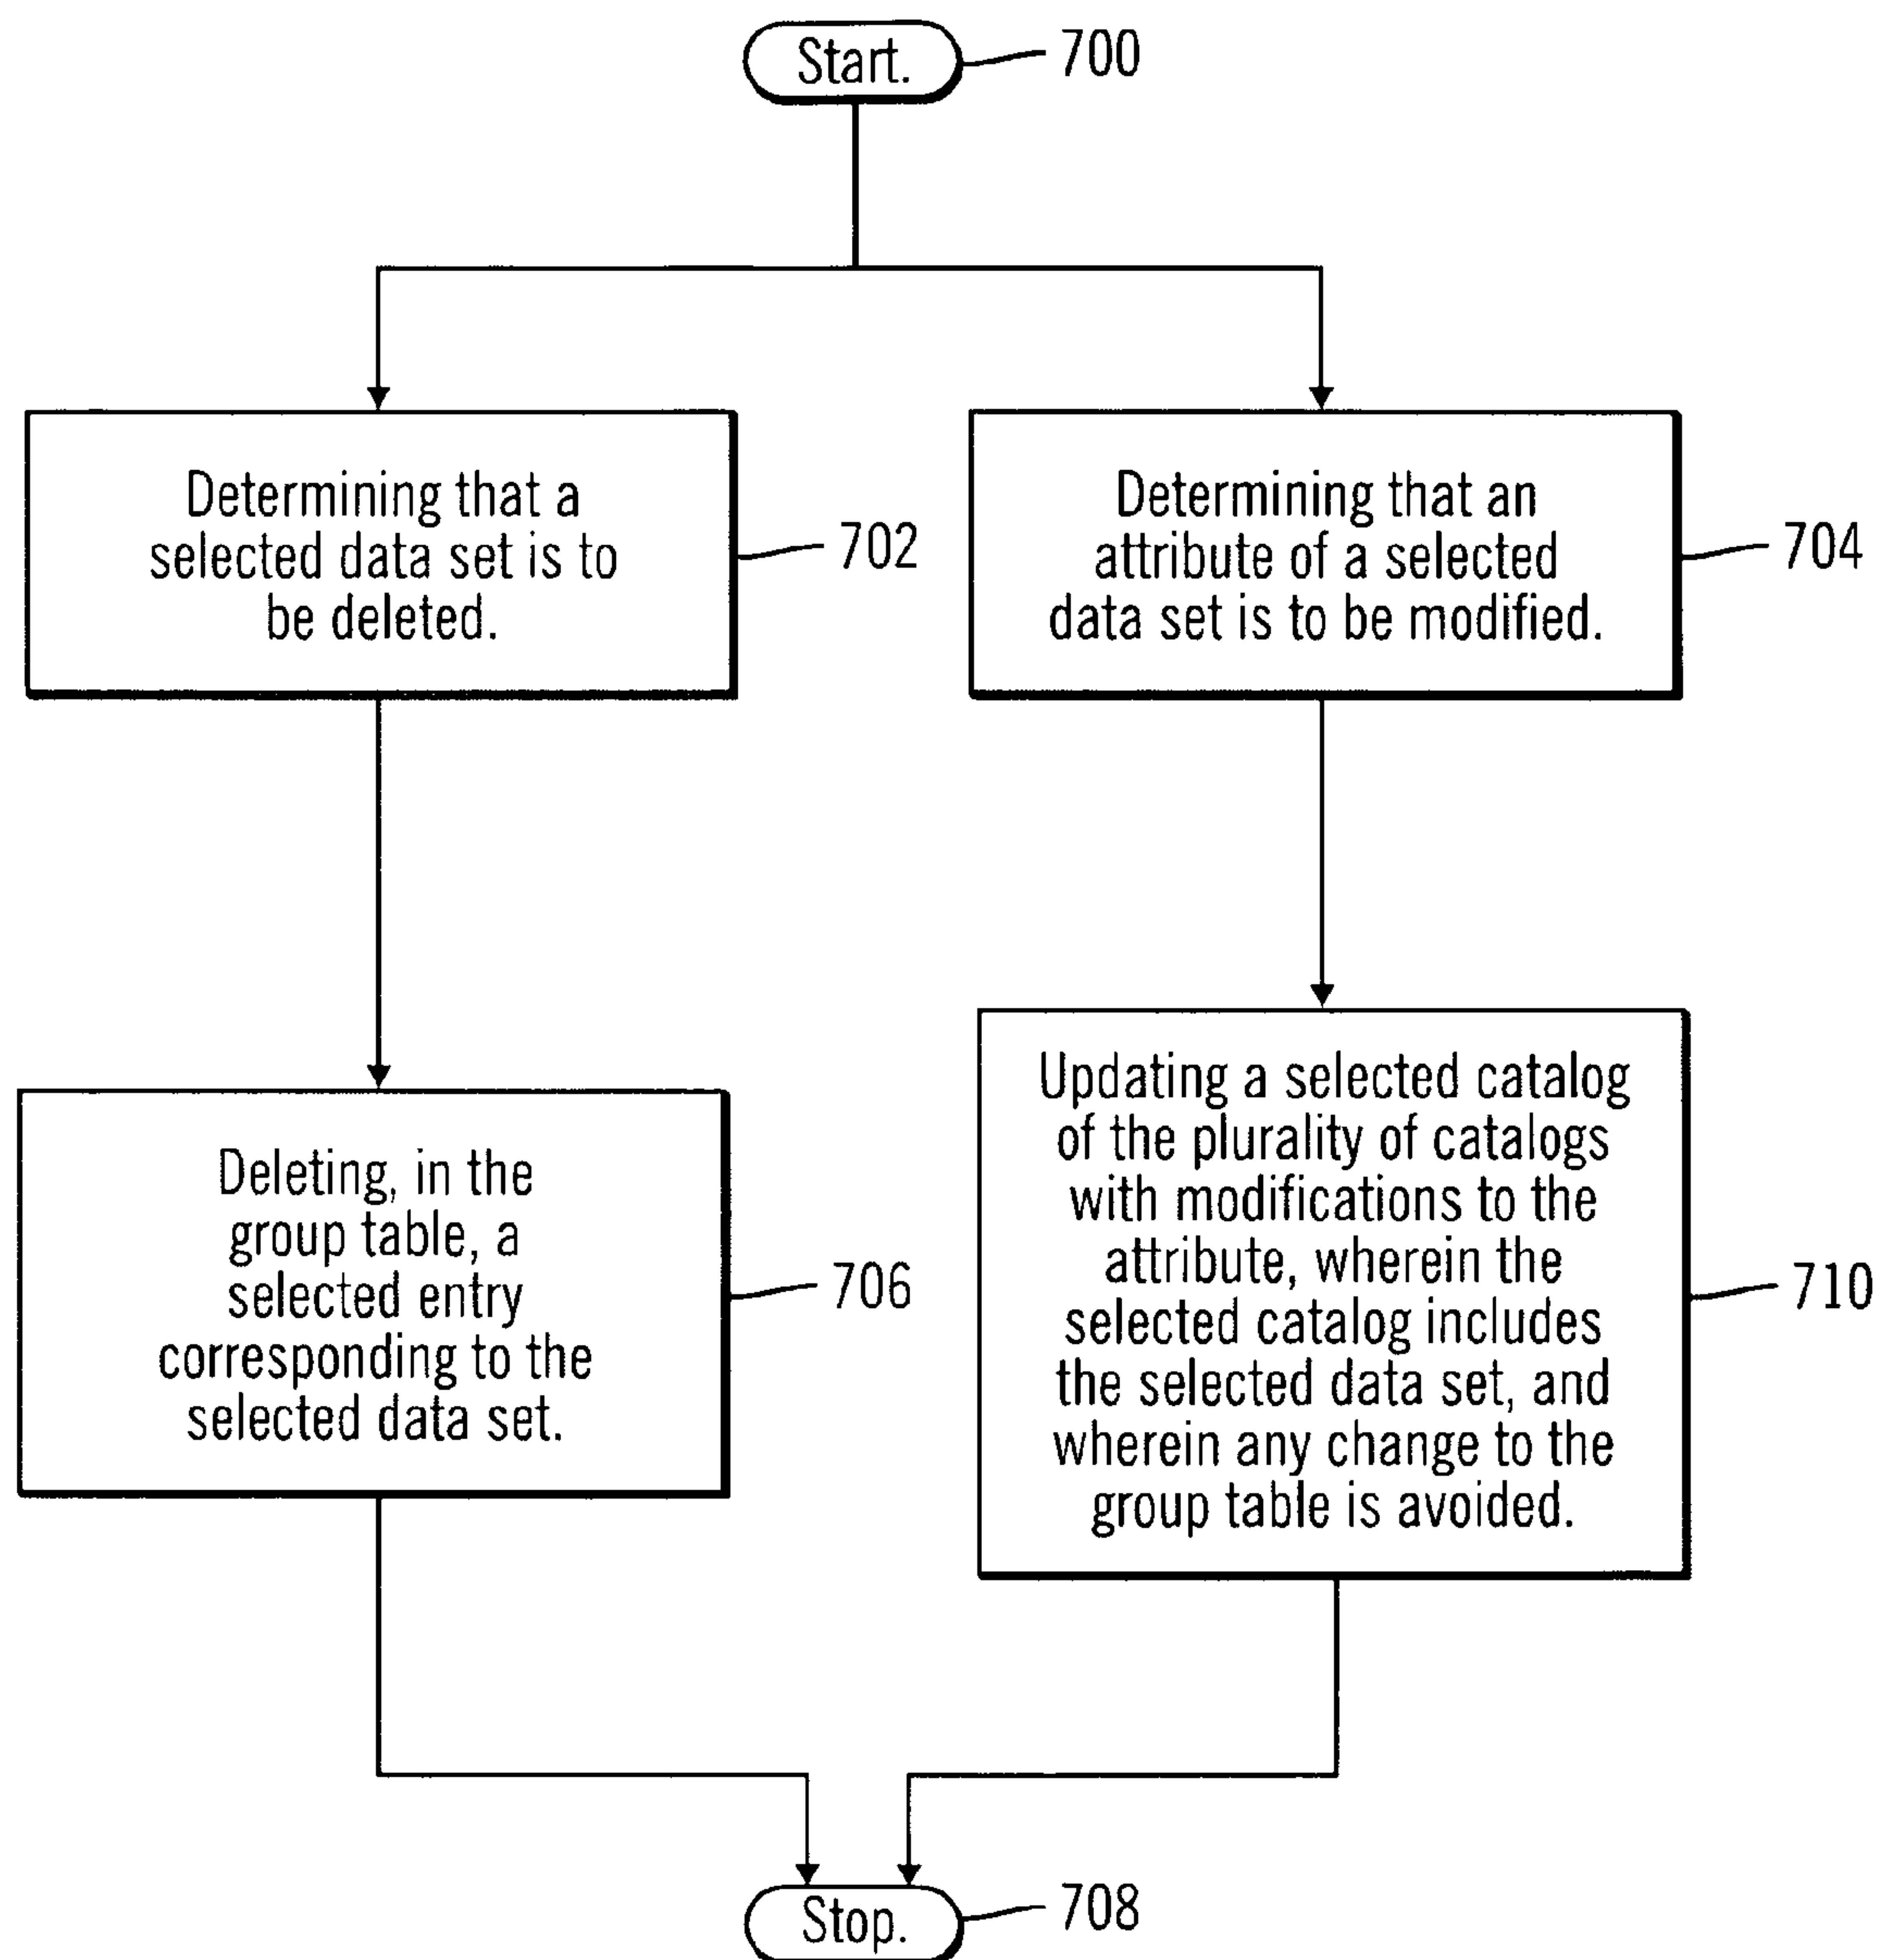 Start.
700
Determining that a
selected data set is to
be deleted.
702
Determining that an
attribute of a selected
data set is to be modified.
704
Deleting, in the
group table, a
selected entry
corresponding to the
selected data set.
706
Updating a selected catalog
of the plurality of catalogs
with modifications to the
attribute, wherein the
selected catalog includes
the selected data set, and
wherein any change to the
group table is avoided.
710
Stop.
708